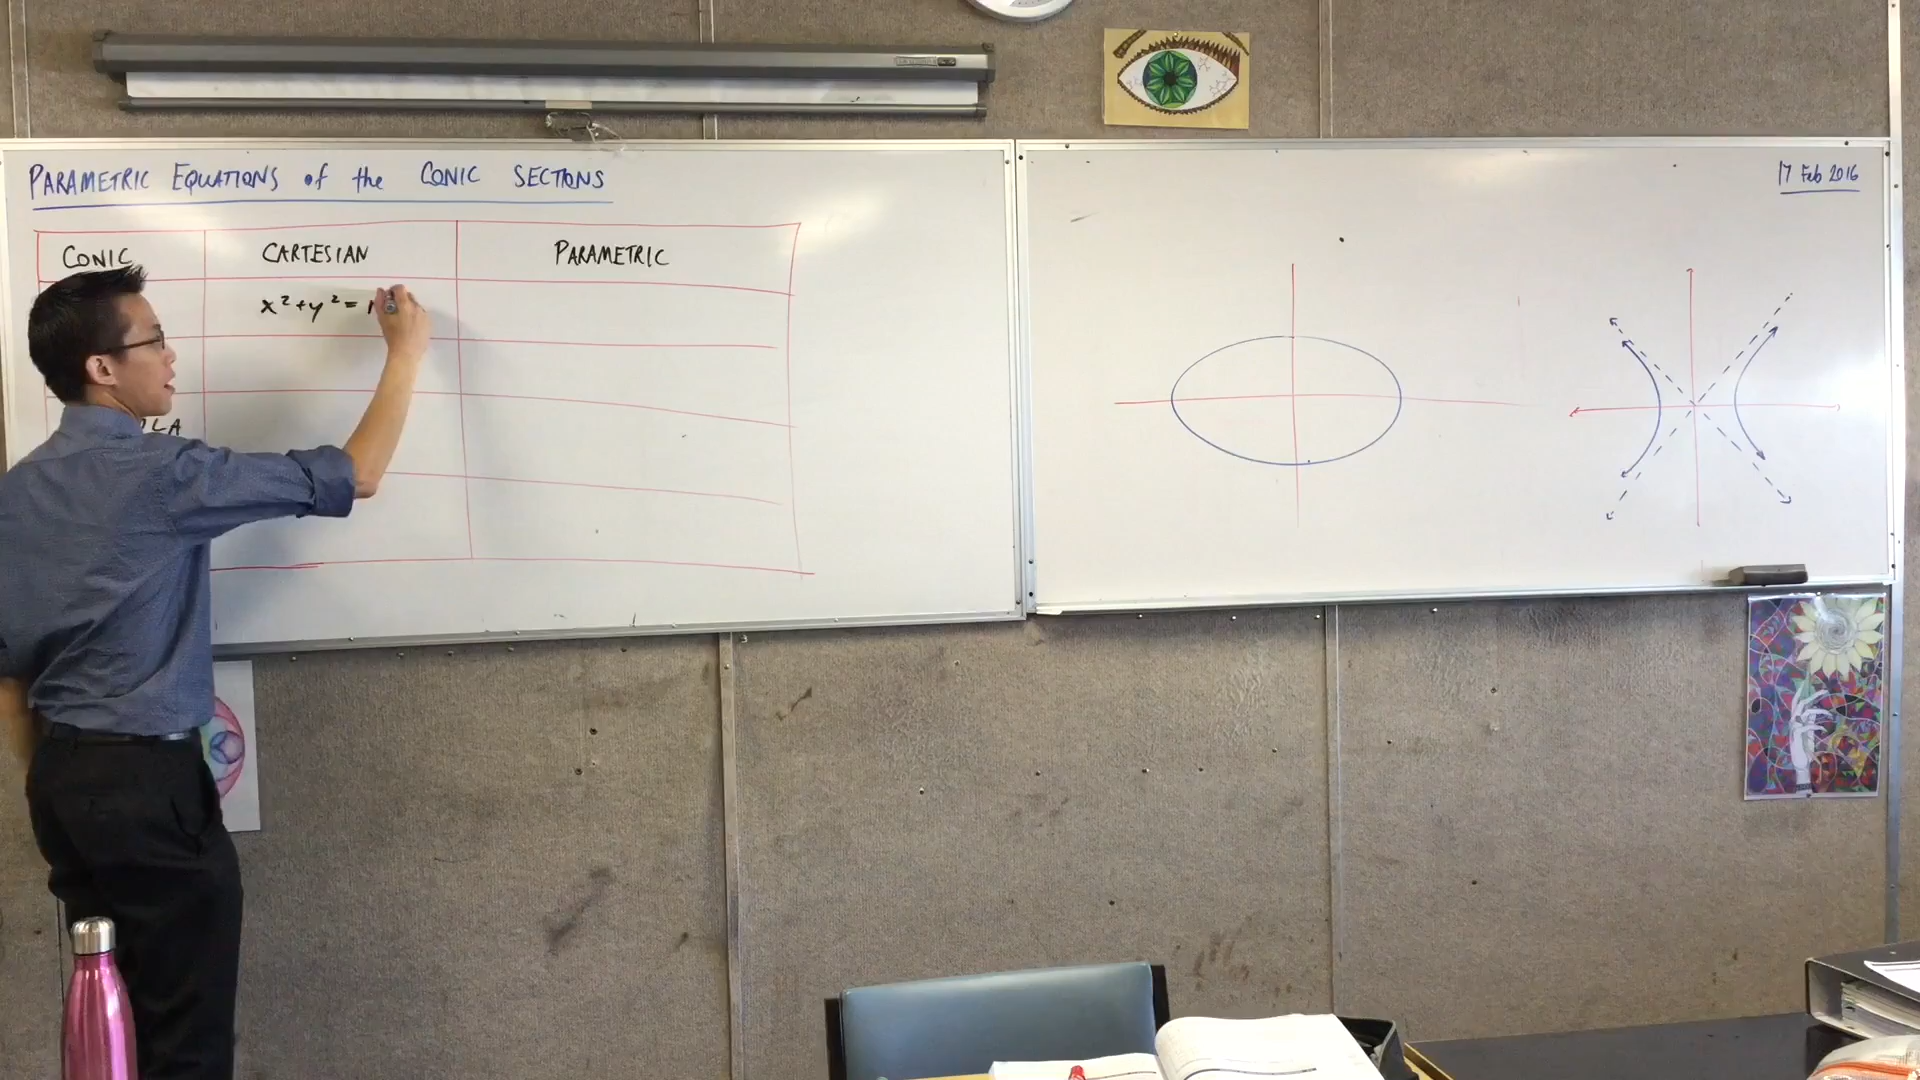 PARAMETRIC EQUATIONS of the CONIC SECTIONS
17 Feb 2016
CONIC CARTESIAN PARAMETRIC
x² + y² =